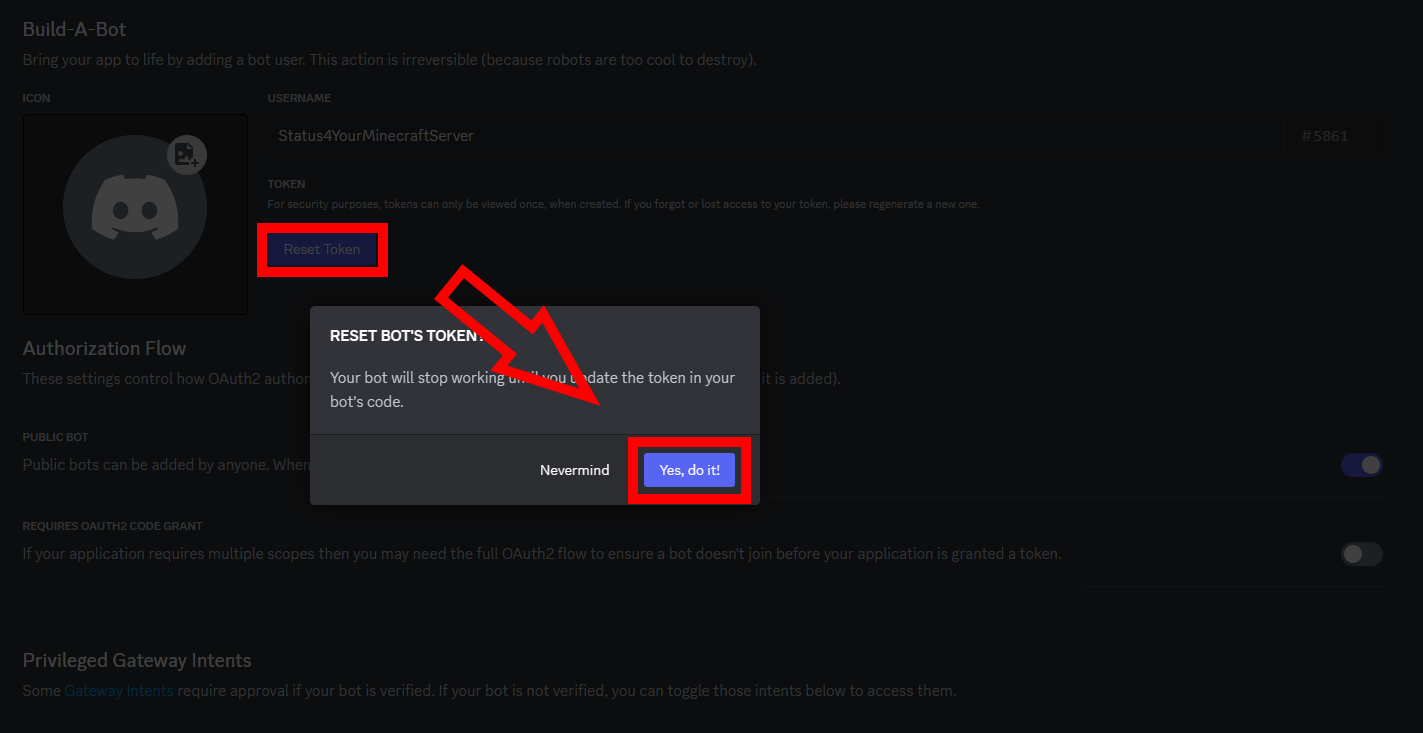 Build-A-Bot
Bring your app to life by adding a bot user. This action is irreversible (because robots are too cool to destroy).
ICON
USERNAME
Status4YourMinecraftServer
#5861
TOKEN
For security purposes, tokens can only be viewed once, when created. If you forgot or lost access to your token, please regenerate a new one.
Reset Token
RESET BOT'S TOKEN?
Your bot will stop working until you update the token in your
bot's code.
Nevermind
Yes, do it!
Authorization Flow
These settings control how OAuth2 author
it is added).
PUBLIC BOT
Public bots can be added by anyone. When
REQUIRES OAUTH2 CODE GRANT
If your application requires multiple scopes then you may need the full OAuth2 flow to ensure a bot doesn't join before your application is granted a token.
Privileged Gateway Intents
Some Gateway Intents require approval if your bot is verified. If your bot is not verified, you can toggle those intents below to access them.